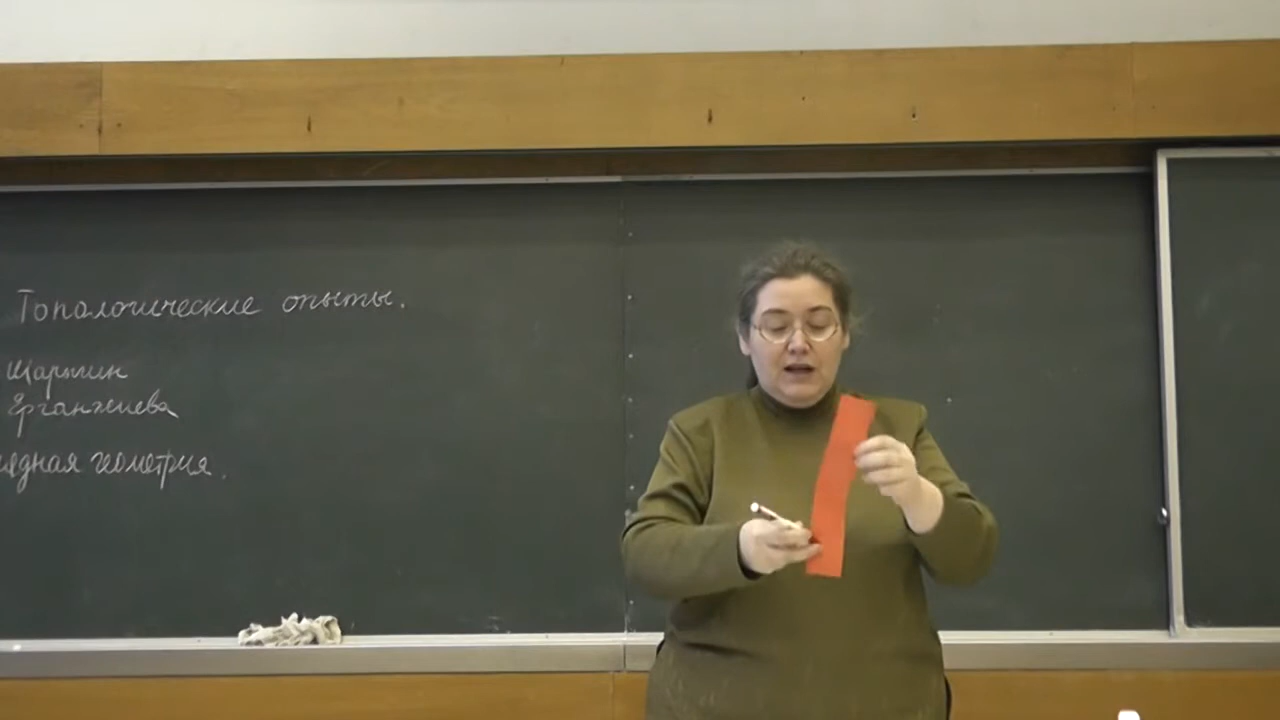 Топологические опыты.
Шарыгин
Ерганжиева
ядная геометрия.